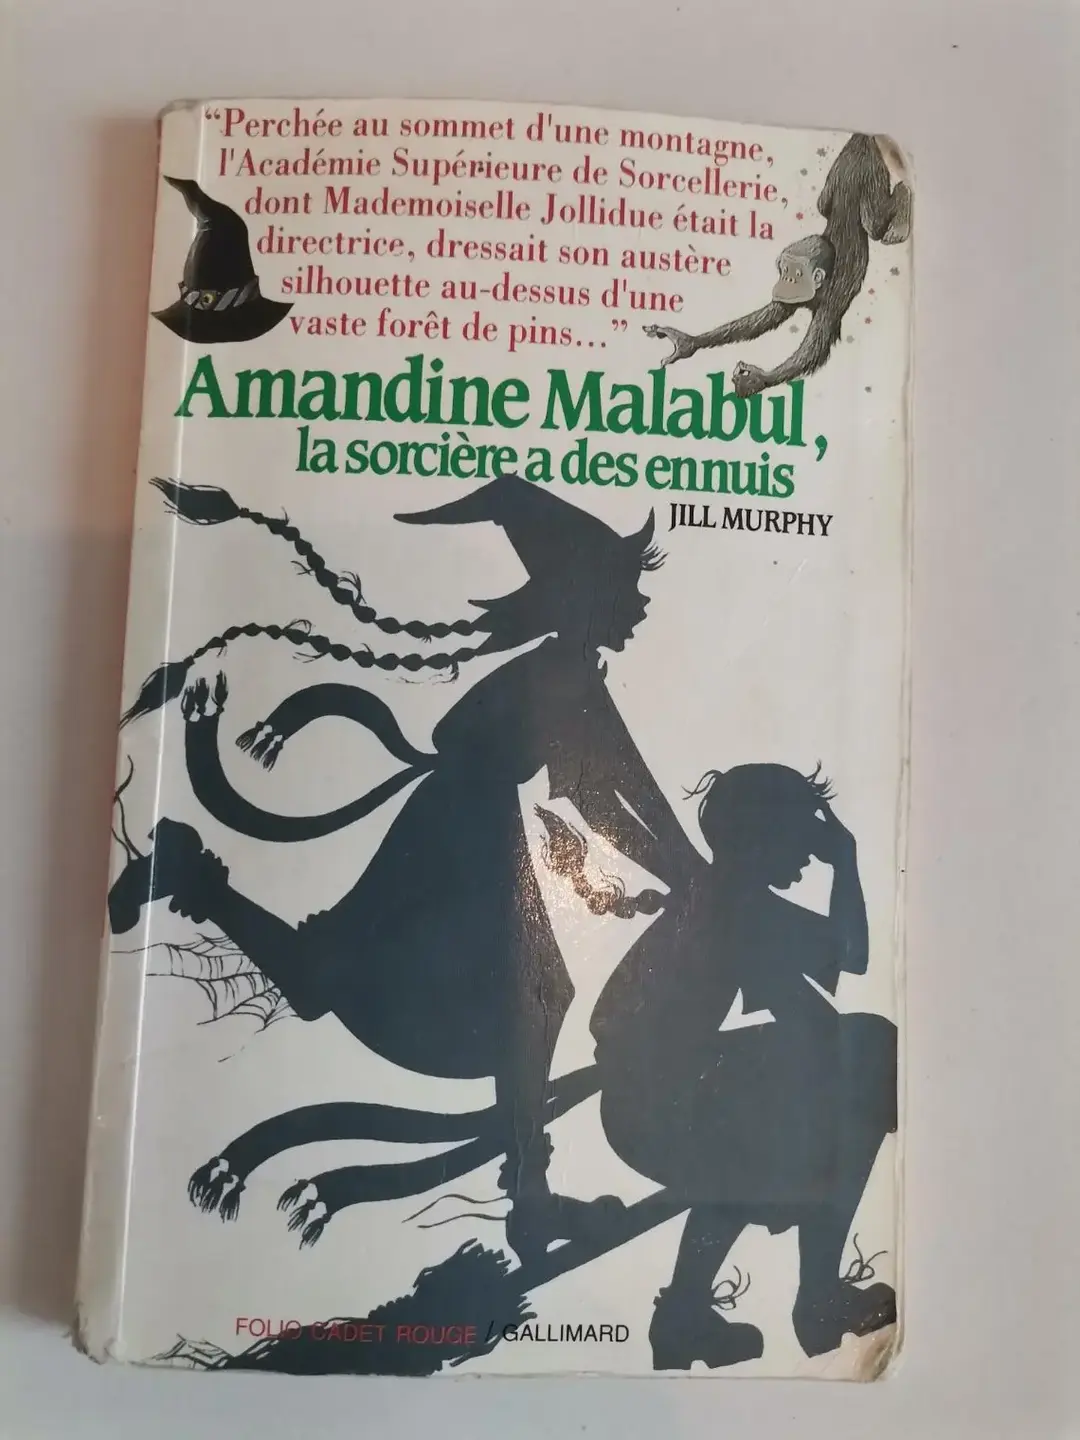 “Perchée au sommet d'une montagne,
l'Académie Supérieure de Sorcellerie,
dont Mademoiselle Jollidue était la
directrice, dressait son austère
silhouette au-dessus d'une
vaste forêt de pins...”
Amandine Malabul,
la sorcière a des ennuis
JILL MURPHY
FOLIO CADET ROUGE / GALLIMARD